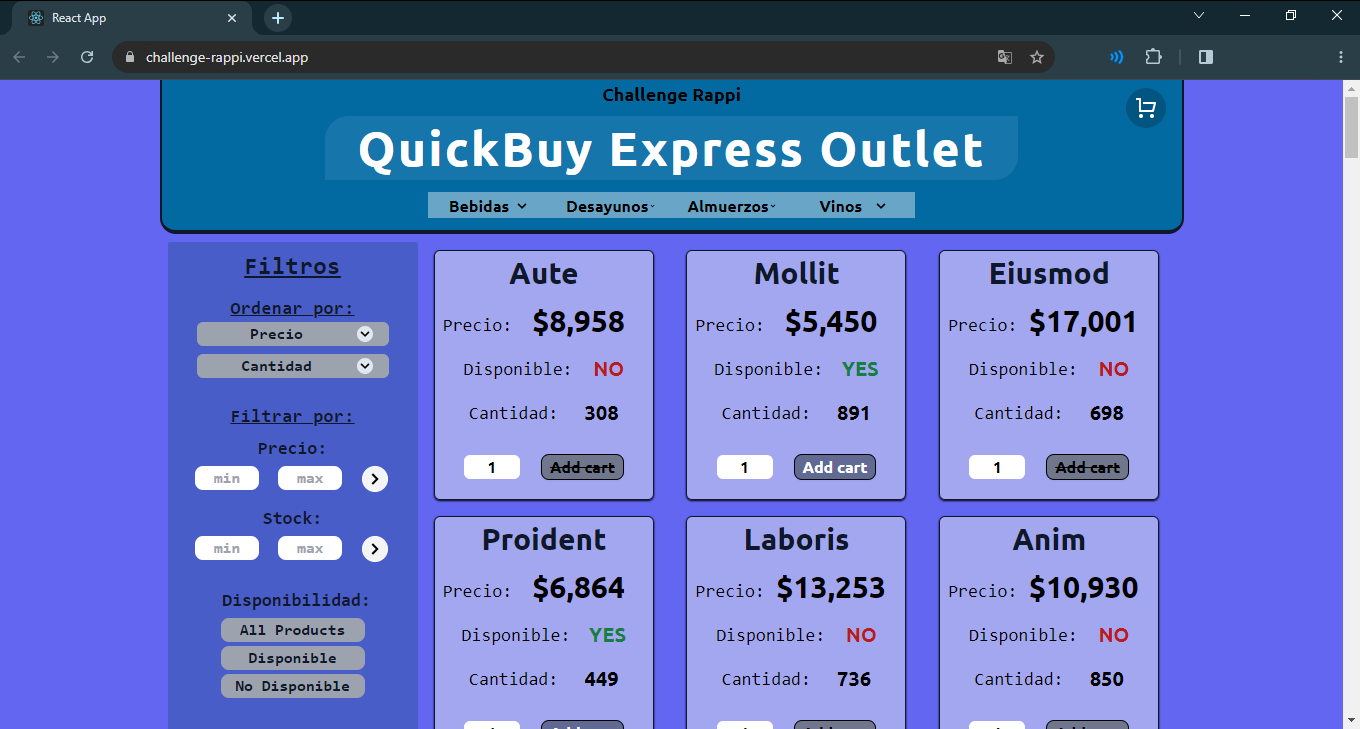 React App
challenge-rappi.vercel.app
Challenge Rappi
QuickBuy Express Outlet
Bebidas Desayunos Almuerzos Vinos
Filtros
Ordenar por:
Precio
Cantidad
Filtrar por:
Precio:
min max
Stock:
min max
Disponibilidad:
All Products
Disponible
No Disponible
Aute
Precio: $8,958
Disponible: NO
Cantidad: 308
1 Add cart
Mollit
Precio: $5,450
Disponible: YES
Cantidad: 891
1 Add cart
Eiusmod
Precio: $17,001
Disponible: NO
Cantidad: 698
1 Add cart
Proident
Precio: $6,864
Disponible: YES
Cantidad: 449
Laboris
Precio: $13,253
Disponible: NO
Cantidad: 736
Anim
Precio: $10,930
Disponible: NO
Cantidad: 850